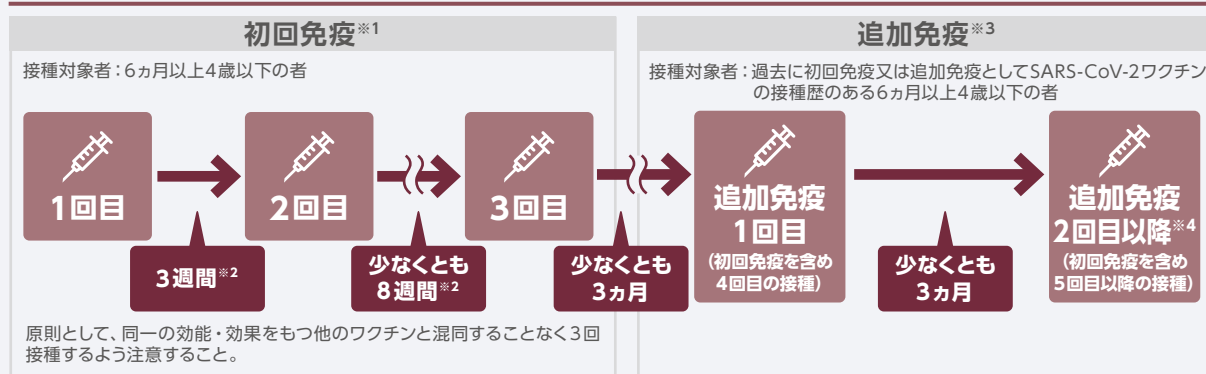 初回免疫※1
接種対象者：6ヵ月以上4歳以下の者
1回目
3週間※2
2回目
少なくとも
8週間※2
3回目
少なくとも
3ヵ月
原則として、同一の効能・効果をもつ他のワクチンと混同することなく3回
接種するよう注意すること。
追加免疫※3
接種対象者：過去に初回免疫又は追加免疫としてSARS-CoV-2ワクチン
の接種歴のある6ヵ月以上4歳以下の者
追加免疫
1回目
(初回免疫を含め
4回目の接種)
少なくとも
3ヵ月
追加免疫
2回目以降※4
(初回免疫を含め
5回目以降の接種)